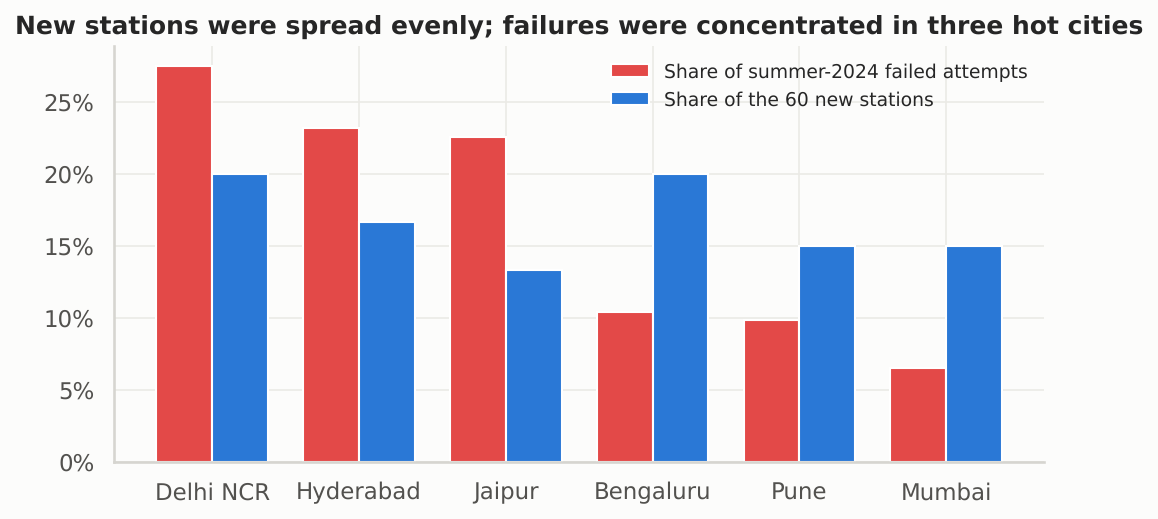 New stations were spread evenly; failures were concentrated in three hot cities
Share of summer-2024 failed attempts
Share of the 60 new stations
25%
20%
15%
10%
5%
0%
Delhi NCR
Hyderabad
Jaipur
Bengaluru
Pune
Mumbai